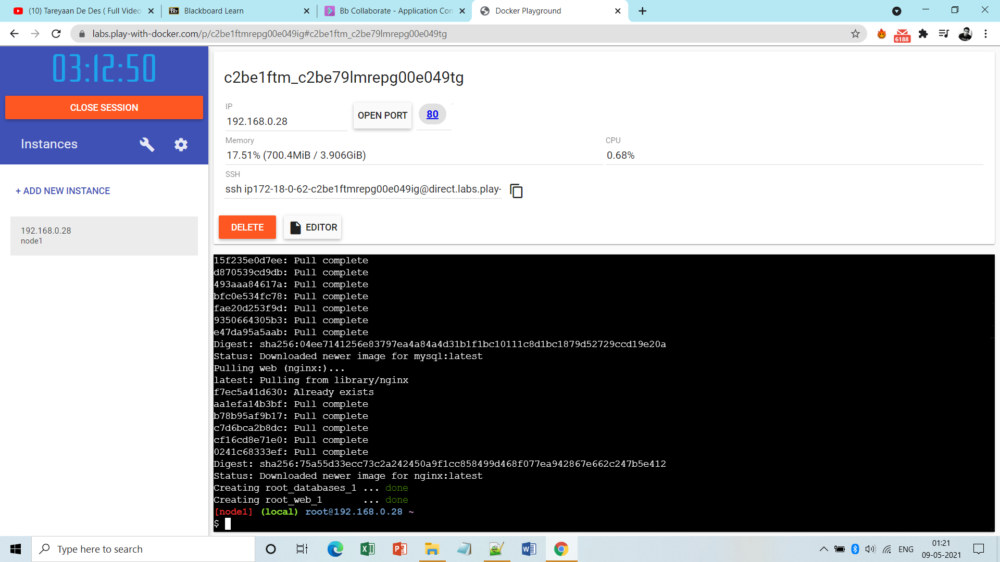 (10) Tareyaan De Des ( Full Video
Blackboard Learn
Bb Collaborate - Application Con
Docker Playground
labs.play-with-docker.com/p/c2be1ftmrepg00e049ig#c2be1ftm_c2be79lmrepg00e049tg
6188
03:12:50
CLOSE SESSION
Instances
+ ADD NEW INSTANCE
192.168.0.28
node1
c2be1ftm_c2be79lmrepg00e049tg
IP
192.168.0.28
OPEN PORT
80
Memory
17.51% (700.4MiB / 3.906GiB)
CPU
0.68%
SSH
ssh ip172-18-0-62-c2be1ftmrepg00e049ig@direct.labs.play-
DELETE
EDITOR
15f235e0d7ee: Pull complete
d870539cd9db: Pull complete
493aaa84617a: Pull complete
bfc0e534fc78: Pull complete
fae20d253f9d: Pull complete
9350664305b3: Pull complete
e47da95a5aab: Pull complete
Digest: sha256:04ee7141256e83797ea4a84a4d31b1f1bc10111c8d1bc1879d52729ccd19e20a
Status: Downloaded newer image for mysql:latest
Pulling web (nginx:)...
latest: Pulling from library/nginx
f7ec5a41d630: Already exists
aa1efa14b3bf: Pull complete
b78b95af9b17: Pull complete
c7d6bca2b8dc: Pull complete
cf16cd8e71e0: Pull complete
0241c68333ef: Pull complete
Digest: sha256:75a55d33ecc73c2a242450a9f1cc858499d468f077ea942867e662c247b5e412
Status: Downloaded newer image for nginx:latest
Creating root_databases_1 ... done
Creating root_web_1       ... done
[node1] (local) root@192.168.0.28 ~
$
Type here to search
ENG
01:21
09-05-2021